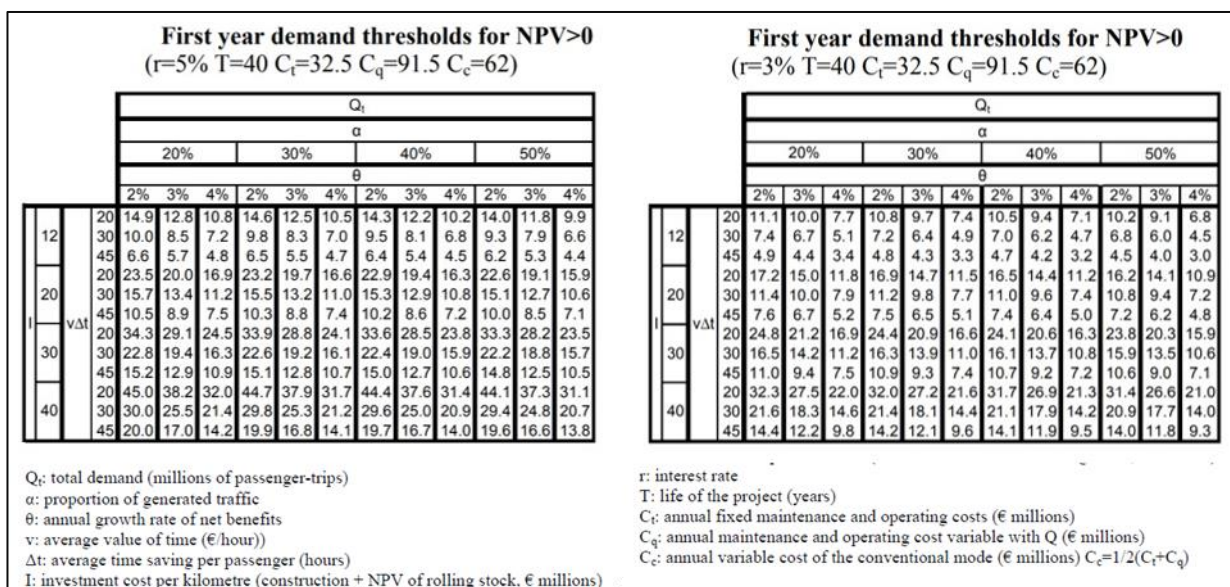 First year demand thresholds for NPV>0
(r=5% T=40 Cₜ=32.5 C_q=91.5 C_c=62)
Qₜ
α
20% 30% 40% 50%
θ
2% 3% 4% 2% 3% 4% 2% 3% 4% 2% 3% 4%
I 12 vΔt 20 14.9 12.8 10.8 14.6 12.5 10.5 14.3 12.2 10.2 14.0 11.8 9.9
30 10.0 8.5 7.2 9.8 8.3 7.0 9.5 8.1 6.8 9.3 7.9 6.6
45 6.6 5.7 4.8 6.5 5.5 4.7 6.4 5.4 4.5 6.2 5.3 4.4
20 20 23.5 20.0 16.9 23.2 19.7 16.6 22.9 19.4 16.3 22.6 19.1 15.9
30 15.7 13.4 11.2 15.5 13.2 11.0 15.3 12.9 10.8 15.1 12.7 10.6
45 10.5 8.9 7.5 10.3 8.8 7.4 10.2 8.6 7.2 10.0 8.5 7.1
30 20 34.3 29.1 24.5 33.9 28.8 24.1 33.6 28.5 23.8 33.3 28.2 23.5
30 22.8 19.4 16.3 22.6 19.2 16.1 22.4 19.0 15.9 22.2 18.8 15.7
45 15.2 12.9 10.9 15.1 12.8 10.7 15.0 12.7 10.6 14.8 12.5 10.5
40 20 45.0 38.2 32.0 44.7 37.9 31.7 44.4 37.6 31.4 44.1 37.3 31.1
30 30.0 25.5 21.4 29.8 25.3 21.2 29.6 25.0 20.9 29.4 24.8 20.7
45 20.0 17.0 14.2 19.9 16.8 14.1 19.7 16.7 14.0 19.6 16.6 13.8
Qₜ: total demand (millions of passenger-trips)
α: proportion of generated traffic
θ: annual growth rate of net benefits
v: average value of time (€/hour))
Δt: average time saving per passenger (hours)
I: investment cost per kilometre (construction + NPV of rolling stock, € millions)
First year demand thresholds for NPV>0
(r=3% T=40 Cₜ=32.5 C_q=91.5 C_c=62)
Qₜ
α
20% 30% 40% 50%
θ
2% 3% 4% 2% 3% 4% 2% 3% 4% 2% 3% 4%
I 12 vΔt 20 11.1 10.0 7.7 10.8 9.7 7.4 10.5 9.4 7.1 10.2 9.1 6.8
30 7.4 6.7 5.1 7.2 6.4 4.9 7.0 6.2 4.7 6.8 6.0 4.5
45 4.9 4.4 3.4 4.8 4.3 3.3 4.7 4.2 3.2 4.5 4.0 3.0
20 20 17.2 15.0 11.8 16.9 14.7 11.5 16.5 14.4 11.2 16.2 14.1 10.9
30 11.4 10.0 7.9 11.2 9.8 7.7 11.0 9.6 7.4 10.8 9.4 7.2
45 7.6 6.7 5.2 7.5 6.5 5.1 7.4 6.4 5.0 7.2 6.2 4.8
30 20 24.8 21.2 16.9 24.4 20.9 16.6 24.1 20.6 16.3 23.8 20.3 15.9
30 16.5 14.2 11.2 16.3 13.9 11.0 16.1 13.7 10.8 15.9 13.5 10.6
45 11.0 9.4 7.5 10.9 9.3 7.4 10.7 9.2 7.2 10.6 9.0 7.1
40 20 32.3 27.5 22.0 32.0 27.2 21.6 31.7 26.9 21.3 31.4 26.6 21.0
30 21.6 18.3 14.6 21.4 18.1 14.4 21.1 17.9 14.2 20.9 17.7 14.0
45 14.4 12.2 9.8 14.2 12.1 9.6 14.1 11.9 9.5 14.0 11.8 9.3
r: interest rate
T: life of the project (years)
Cₜ: annual fixed maintenance and operating costs (€ millions)
C_q: annual maintenance and operating cost variable with Q (€ millions)
C_c: annual variable cost of the conventional mode (€ millions) C_c=1/2(Cₜ+C_q)